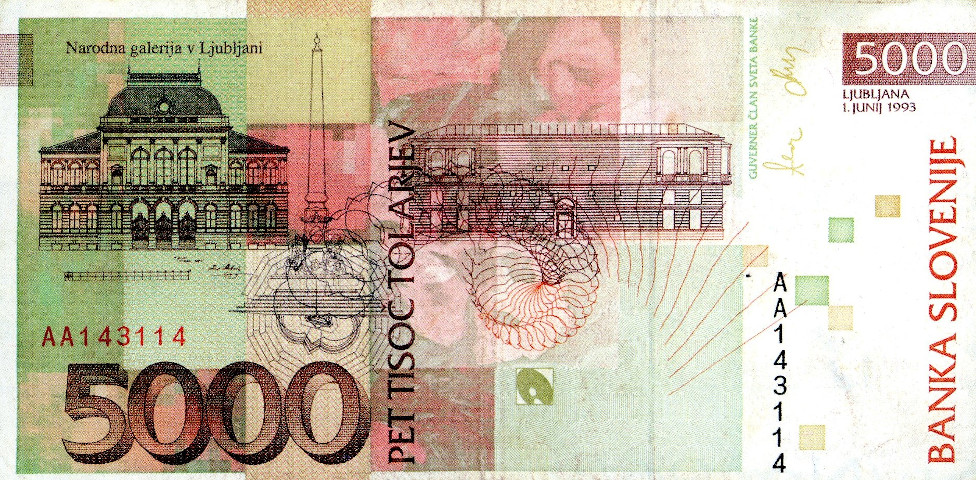 Narodna galerija v Ljubljani
5000
LJUBLJANA
1. JUNIJ 1993
GUVERNER ČLAN SVETA BANKE
PET TISOČ TOLARJEV
BANKA SLOVENIJE
AA143114
5000
AA143114